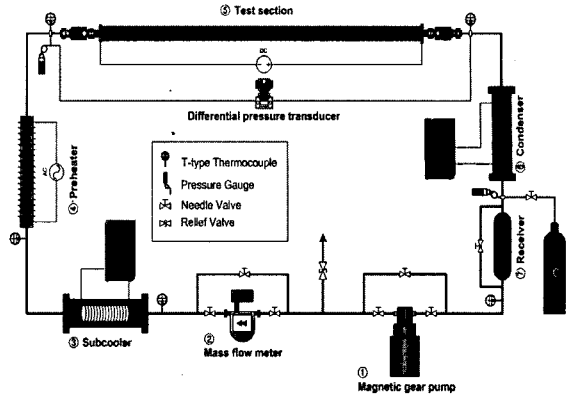 ⑤ Test section
DC
Differential pressure transducer
④ Preheater
AC
T-type Thermocouple
Pressure Gauge
Needle Valve
Relief Valve
⑥ Condenser
⑦ Receiver
③ Subcooler
②
Mass flow meter
①
Magnetic gear pump